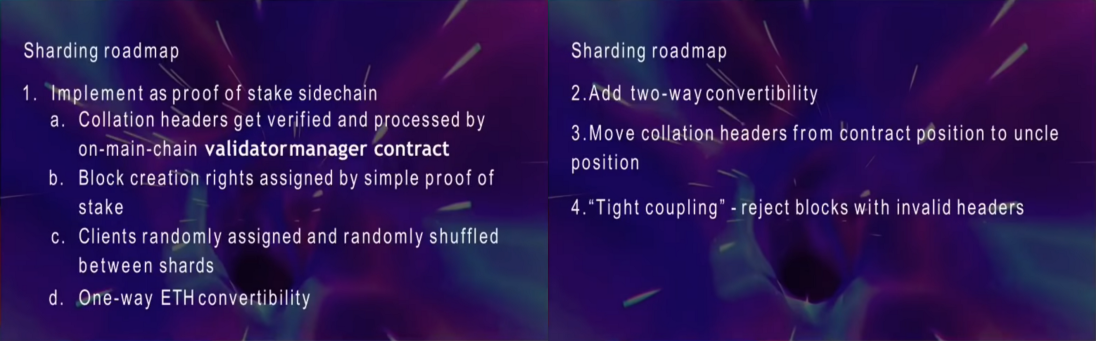 Sharding roadmap
1. Implement as proof of stake sidechain
a. Collation headers get verified and processed by
on-main-chain validator manager contract
b. Block creation rights assigned by simple proof of
stake
c. Clients randomly assigned and randomly shuffled
between shards
d. One-way ETH convertibility
Sharding roadmap
2.Add two-way convertibility
3.Move collation headers from contract position to uncle
position
4.“Tight coupling” - reject blocks with invalid headers